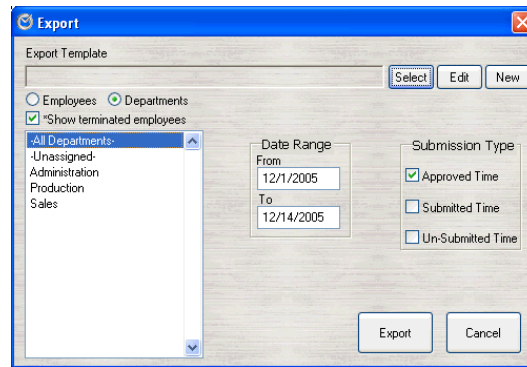 Export
Export Template
Select Edit New
Employees Departments
*Show terminated employees
-All Departments-
-Unassigned-
Administration
Production
Sales
Date Range
From
12/1/2005
To
12/14/2005
Submission Type
Approved Time
Submitted Time
Un-Submitted Time
Export Cancel